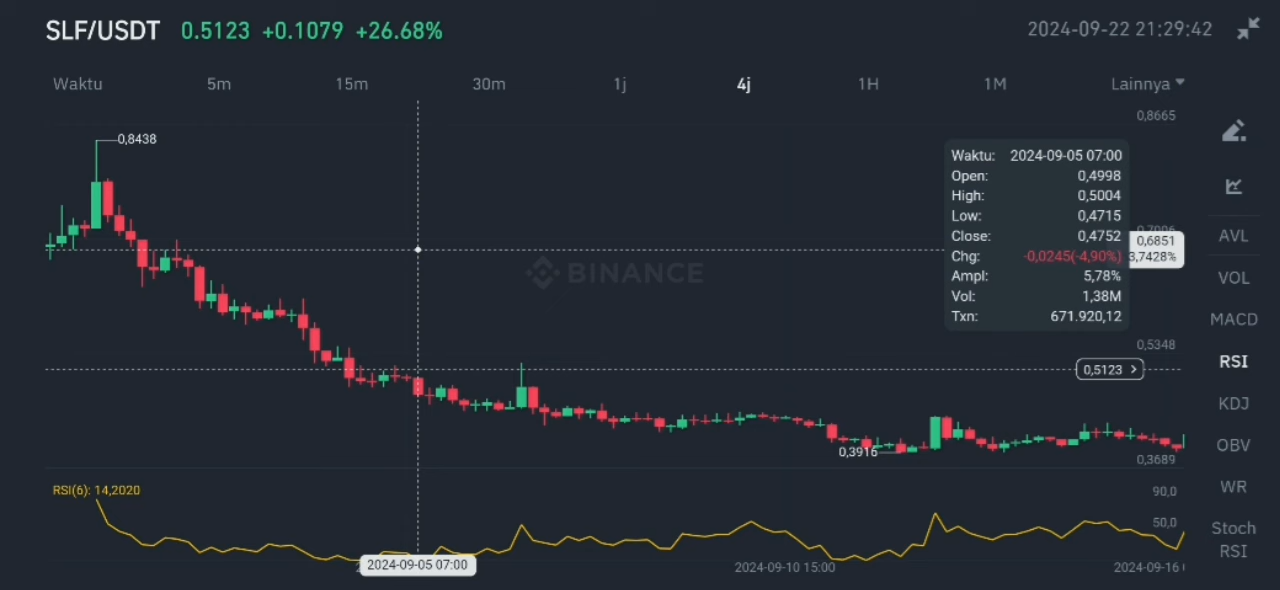 SLF/USDT 0.5123 +0.1079 +26.68% 2024-09-22 21:29:42
Waktu 5m 15m 30m 1j 4j 1H 1M Lainnya
0,8665
0,8438
Waktu: 2024-09-05 07:00
Open: 0,4998
High: 0,5004
Low: 0,4715
Close: 0,4752
Chg: -0,0245(-4,90%)
Ampl: 5,78%
Vol: 1,38M
Txn: 671.920,12
0,6851
3,7428%
BINANCE
0,5348
0,5123
0,3916
0,3689
RSI(6): 14,2020
90,0
50,0
2024-09-05 07:00
2024-09-10 15:00
2024-09-16
AVL
VOL
MACD
RSI
KDJ
OBV
WR
Stoch
RSI